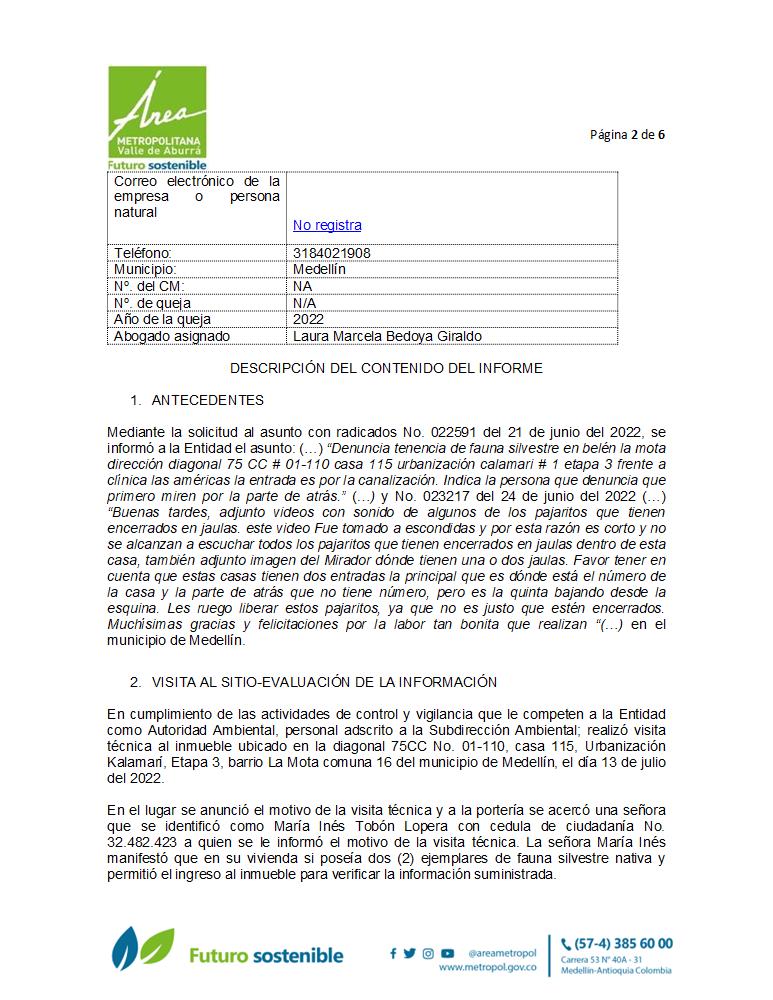 Área
METROPOLITANA
Valle de Aburrá
Futuro sostenible
Página 2 de 6
Correo electrónico de la
empresa o persona
natural
No registra
Teléfono: 3184021908
Municipio: Medellín
Nº. del CM: NA
Nº. de queja N/A
Año de la queja 2022
Abogado asignado Laura Marcela Bedoya Giraldo
DESCRIPCIÓN DEL CONTENIDO DEL INFORME
1. ANTECEDENTES
Mediante la solicitud al asunto con radicados No. 022591 del 21 de junio del 2022, se
informó a la Entidad el asunto: (…) “Denuncia tenencia de fauna silvestre en belén la mota
dirección diagonal 75 CC # 01-110 casa 115 urbanización calamari # 1 etapa 3 frente a
clínica las américas la entrada es por la canalización. Indica la persona que denuncia que
primero miren por la parte de atrás.” (…) y No. 023217 del 24 de junio del 2022 (…)
“Buenas tardes, adjunto videos con sonido de algunos de los pajaritos que tienen
encerrados en jaulas. este video Fue tomado a escondidas y por esta razón es corto y no
se alcanzan a escuchar todos los pajaritos que tienen encerrados en jaulas dentro de esta
casa, también adjunto imagen del Mirador dónde tienen una o dos jaulas. Favor tener en
cuenta que estas casas tienen dos entradas la principal que es dónde está el número de
la casa y la parte de atrás que no tiene número, pero es la quinta bajando desde la
esquina. Les ruego liberar estos pajaritos, ya que no es justo que estén encerrados.
Muchísimas gracias y felicitaciones por la labor tan bonita que realizan “(…) en el
municipio de Medellín.
2. VISITA AL SITIO-EVALUACIÓN DE LA INFORMACIÓN
En cumplimiento de las actividades de control y vigilancia que le competen a la Entidad
como Autoridad Ambiental, personal adscrito a la Subdirección Ambiental; realizó visita
técnica al inmueble ubicado en la diagonal 75CC No. 01-110, casa 115, Urbanización
Kalamarí, Etapa 3, barrio La Mota comuna 16 del municipio de Medellín, el día 13 de julio
del 2022.
En el lugar se anunció el motivo de la visita técnica y a la portería se acercó una señora
que se identificó como María Inés Tobón Lopera con cedula de ciudadanía No.
32.482.423 a quien se le informó el motivo de la visita técnica. La señora María Inés
manifestó que en su vivienda si poseía dos (2) ejemplares de fauna silvestre nativa y
permitió el ingreso al inmueble para verificar la información suministrada.
Futuro sostenible
@areametropol
www.metropol.gov.co
(57-4) 385 60 00
Carrera 53 N° 40A - 31
Medellín-Antioquia Colombia